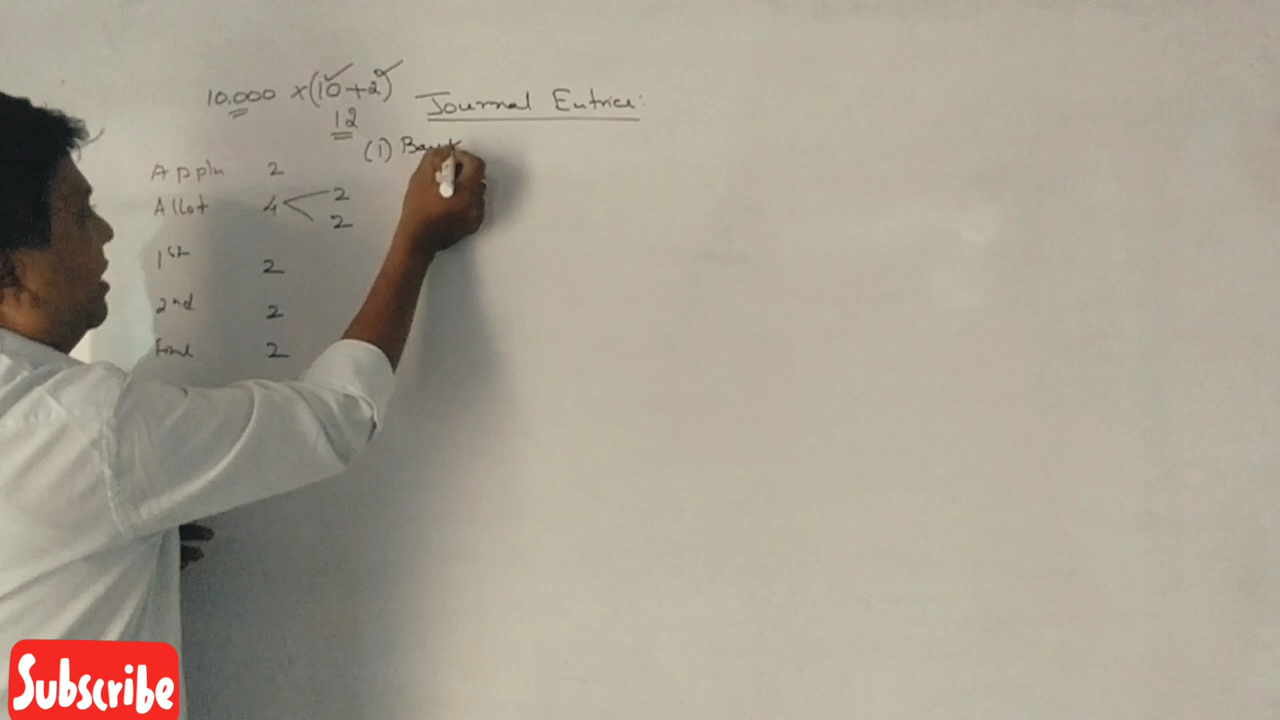 10.000 x(10+2)
12
Journal Entries:
(1) Bank
Appln 2
Allot 4 2
2
1st 2
2nd 2
Final 2
Subscribe